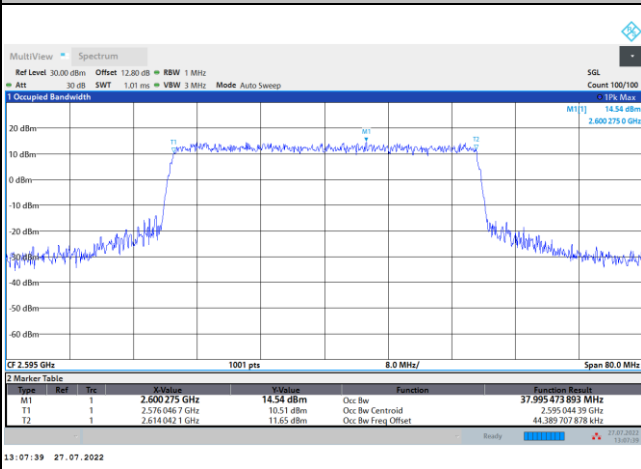 MultiView Spectrum
Ref Level 30.00 dBm Offset 12.80 dB RBW 1 MHz SGL
Att 30 dB SWT 1.01 ms VBW 3 MHz Mode Auto Sweep Count 100/100
1 Occupied Bandwidth 1Pk Max
M1[1] 14.54 dBm
2.600 275 0 GHz
M1
T1
T2
20 dBm
10 dBm
0 dBm
-10 dBm
-20 dBm
-30 dBm
-40 dBm
-50 dBm
-60 dBm
CF 2.595 GHz 1001 pts 8.0 MHz/ Span 80.0 MHz
2 Marker Table
Type Ref Trc X-Value Y-Value Function Function Result
M1 1 2.600 275 GHz 14.54 dBm Occ Bw 37.995 473 893 MHz
T1 1 2.576 046 7 GHz 10.51 dBm Occ Bw Centroid 2.595 044 39 GHz
T2 1 2.614 042 1 GHz 11.65 dBm Occ Bw Freq Offset 44.389 707 878 kHz
Ready 27.07.2022
13:07:39
13:07:39 27.07.2022